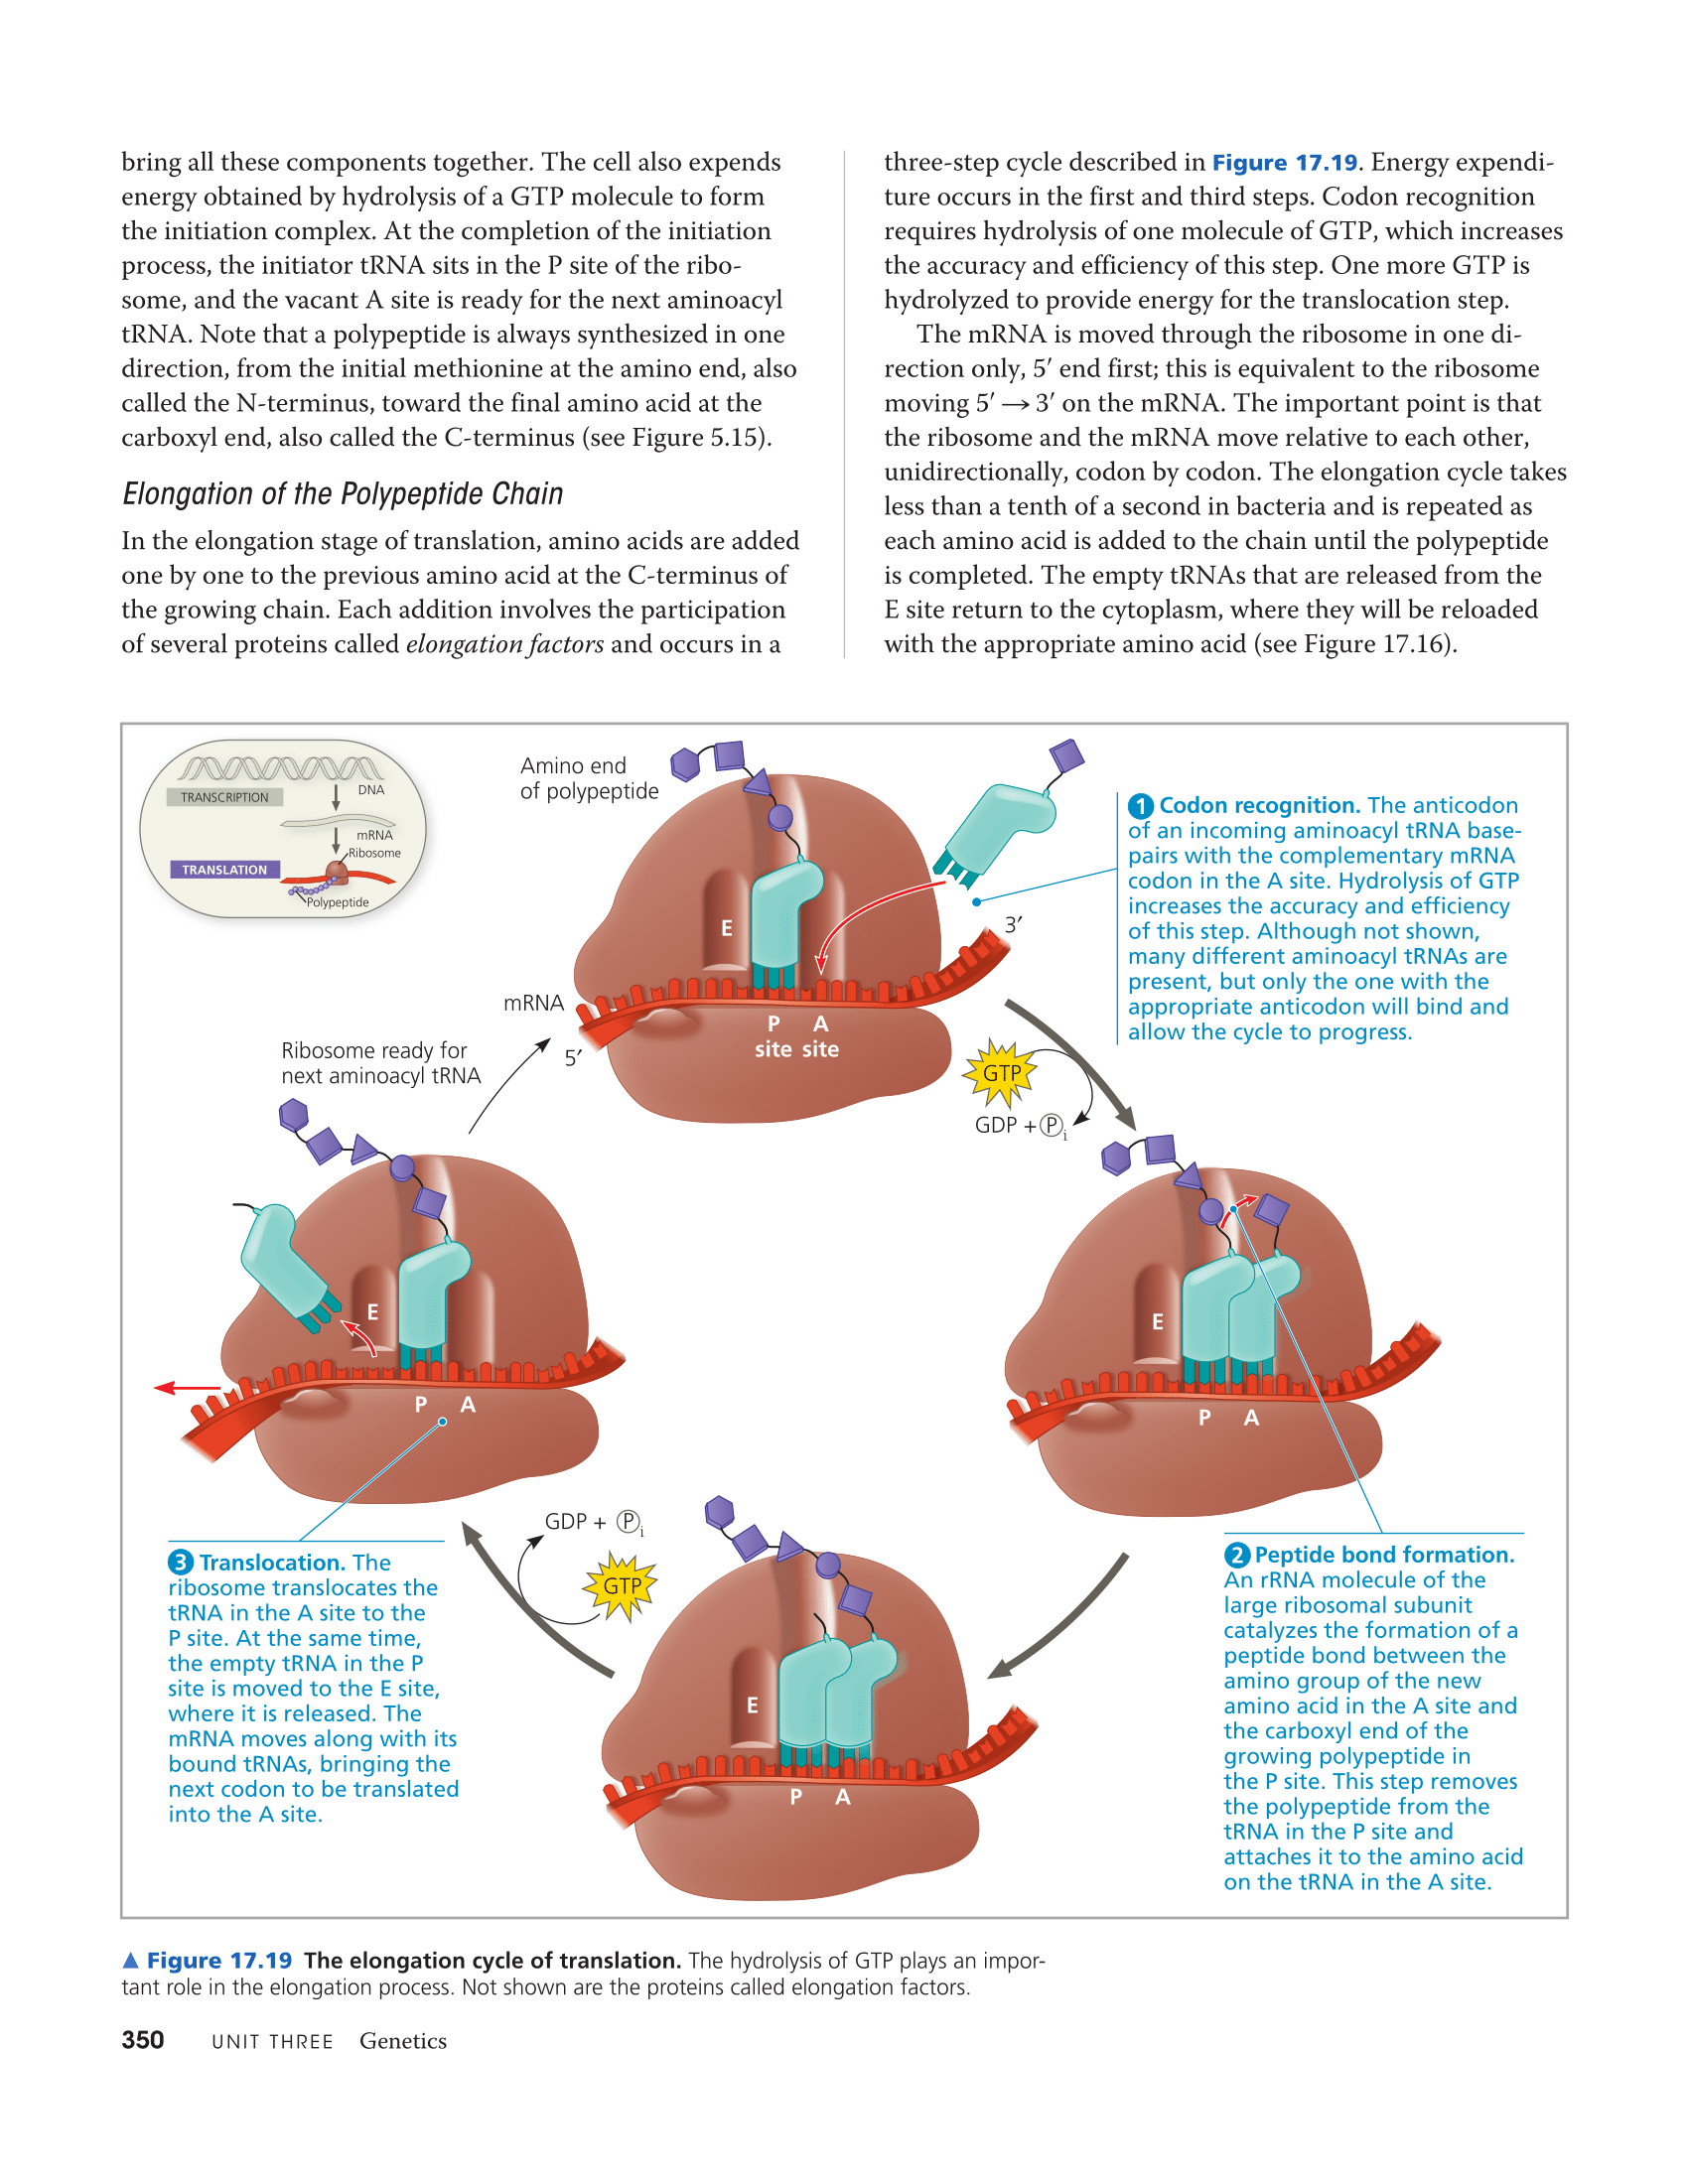 bring all these components together. The cell also expends
energy obtained by hydrolysis of a GTP molecule to form
the initiation complex. At the completion of the initiation
process, the initiator tRNA sits in the P site of the ribo-
some, and the vacant A site is ready for the next aminoacyl
tRNA. Note that a polypeptide is always synthesized in one
direction, from the initial methionine at the amino end, also
called the N-terminus, toward the final amino acid at the
carboxyl end, also called the C-terminus (see Figure 5.15).
Elongation of the Polypeptide Chain
In the elongation stage of translation, amino acids are added
one by one to the previous amino acid at the C-terminus of
the growing chain. Each addition involves the participation
of several proteins called elongation factors and occurs in a
three-step cycle described in Figure 17.19. Energy expendi-
ture occurs in the first and third steps. Codon recognition
requires hydrolysis of one molecule of GTP, which increases
the accuracy and efficiency of this step. One more GTP is
hydrolyzed to provide energy for the translocation step.
The mRNA is moved through the ribosome in one di-
rection only, 5′ end first; this is equivalent to the ribosome
moving 5′ → 3′ on the mRNA. The important point is that
the ribosome and the mRNA move relative to each other,
unidirectionally, codon by codon. The elongation cycle takes
less than a tenth of a second in bacteria and is repeated as
each amino acid is added to the chain until the polypeptide
is completed. The empty tRNAs that are released from the
E site return to the cytoplasm, where they will be reloaded
with the appropriate amino acid (see Figure 17.16).
TRANSCRIPTION
DNA
mRNA
Ribosome
TRANSLATION
Polypeptide
Amino end
of polypeptide
E
3′
mRNA
5′
P A
site site
1 Codon recognition. The anticodon
of an incoming aminoacyl tRNA base-
pairs with the complementary mRNA
codon in the A site. Hydrolysis of GTP
increases the accuracy and efficiency
of this step. Although not shown,
many different aminoacyl tRNAs are
present, but only the one with the
appropriate anticodon will bind and
allow the cycle to progress.
GTP
GDP + Pi
Ribosome ready for
next aminoacyl tRNA
E
P A
E
P A
2 Peptide bond formation.
An rRNA molecule of the
large ribosomal subunit
catalyzes the formation of a
peptide bond between the
amino group of the new
amino acid in the A site and
the carboxyl end of the
growing polypeptide in
the P site. This step removes
the polypeptide from the
tRNA in the P site and
attaches it to the amino acid
on the tRNA in the A site.
GDP + Pi
GTP
E
P A
3 Translocation. The
ribosome translocates the
tRNA in the A site to the
P site. At the same time,
the empty tRNA in the P
site is moved to the E site,
where it is released. The
mRNA moves along with its
bound tRNAs, bringing the
next codon to be translated
into the A site.
▲ Figure 17.19 The elongation cycle of translation. The hydrolysis of GTP plays an impor-
tant role in the elongation process. Not shown are the proteins called elongation factors.
350 UNIT THREE Genetics